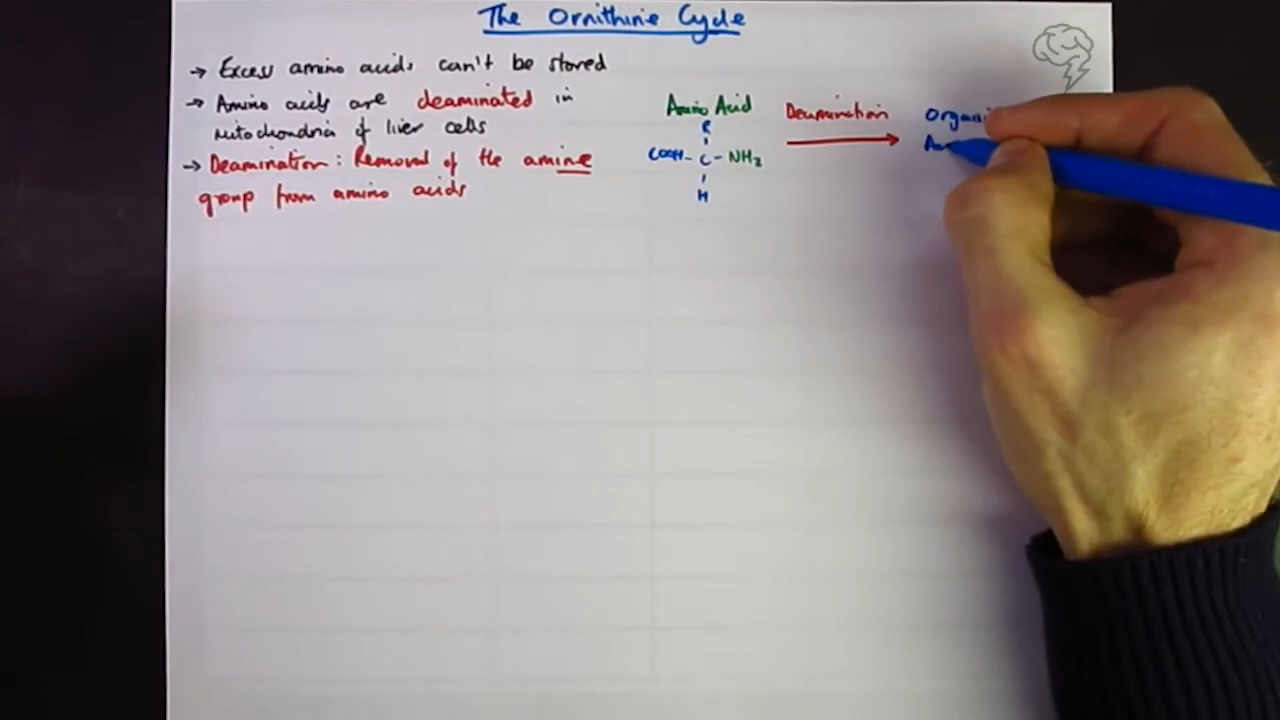 The Ornithine Cycle
→ Excess amino acids can't be stored
→ Amino acids are deaminated in
mitochondria of liver cells
→ Deamination: Removal of the amine
group from amino acids
Amino Acid
R
COOH - C - NH₂
H
Deamination
Organi